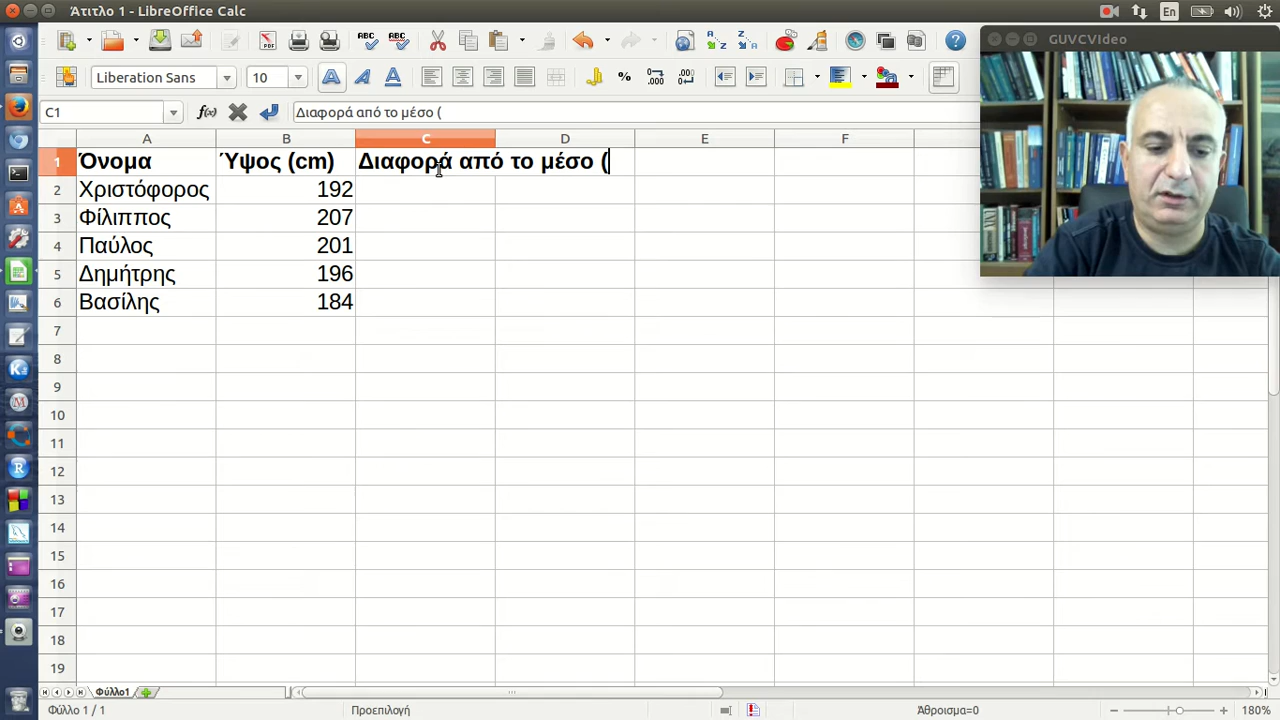 Άτιτλο 1 - LibreOffice Calc
En
GUVCVIdeo
Liberation Sans
10
C1
Διαφορά από το μέσο (
A B C D E F
1 Όνομα Ύψος (cm) Διαφορά από το μέσο (
2 Χριστόφορος 192
3 Φίλιππος 207
4 Παύλος 201
5 Δημήτρης 196
6 Βασίλης 184
7
8
9
10
11
12
13
14
15
16
17
18
19
Φύλλο1
Φύλλο 1 / 1 Προεπιλογή Άθροισμα=0 180%